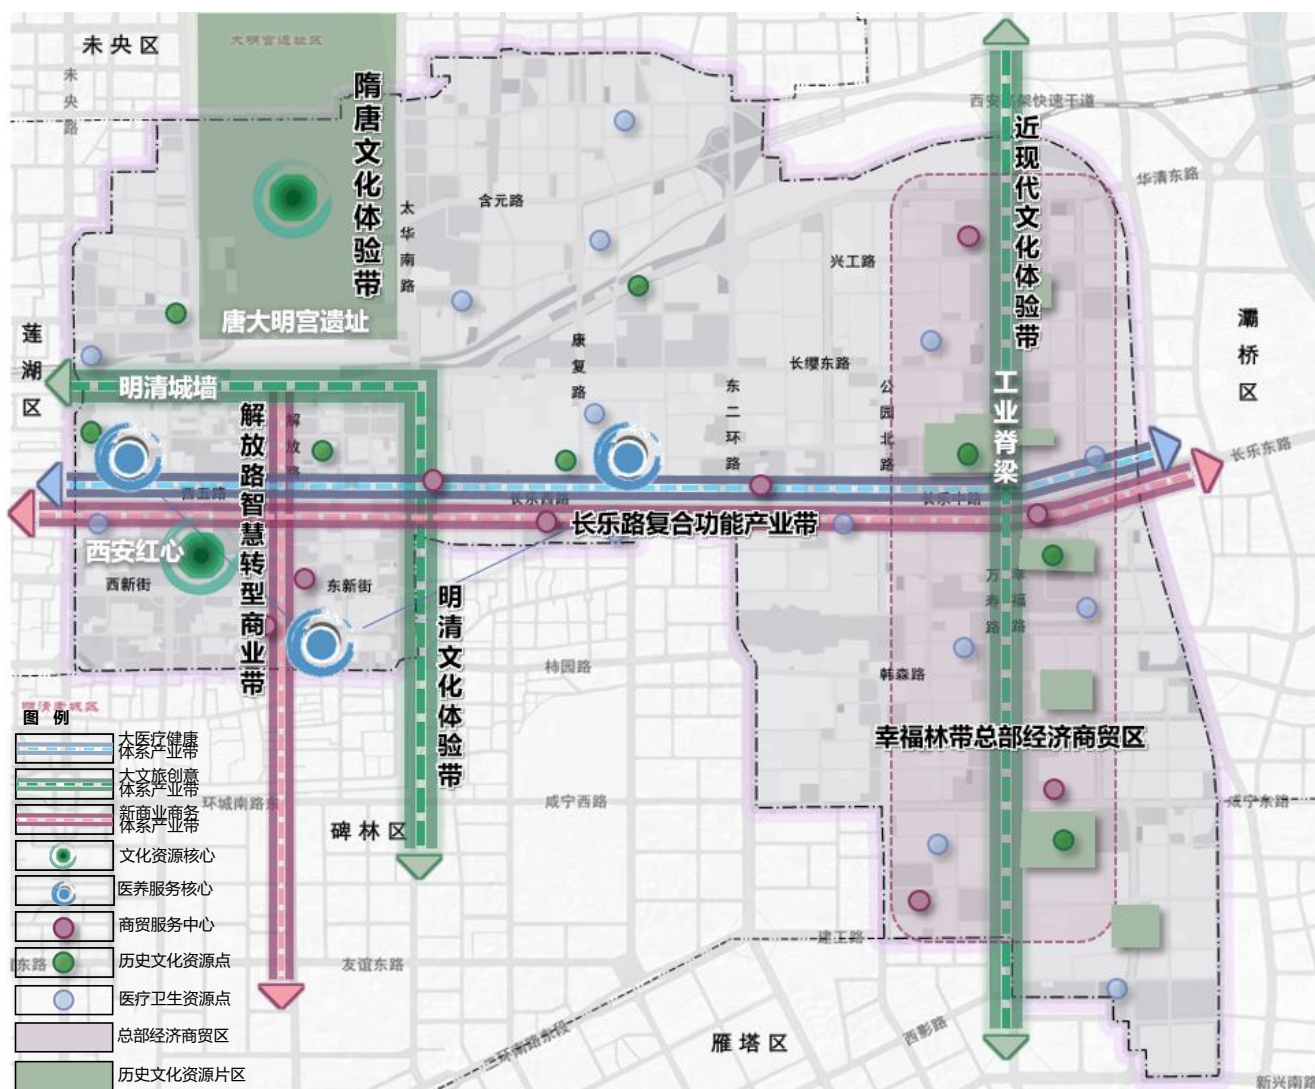 未央区
大明宫遗址区
未央路
隋唐文化体验带
近现代文化体验带
华清东路
含元路
太华南路
兴工路
唐大明宫遗址
莲湖区
灞桥区
康复路
长缨东路
东二环路
公园北路
明清城墙
解放路
解放路智慧转型商业带
工业脊梁
长乐东路
西五路
长乐西路
长乐中路
长乐路复合功能产业带
西安红心
西新街
东新街
万寿路
幸福路
明清文化体验带
柿园路
韩森路
幸福林带总部经济商贸区
明清老城区
图 例
大医疗健康
体系产业带
大文旅创意
体系产业带
新商业商务
体系产业带
文化资源核心
医养服务核心
商贸服务中心
历史文化资源点
医疗卫生资源点
总部经济商贸区
历史文化资源片区
环城南路东
碑林区
咸宁西路
咸宁东路
友谊东路
建工路
雁塔区
西影路
新兴南路